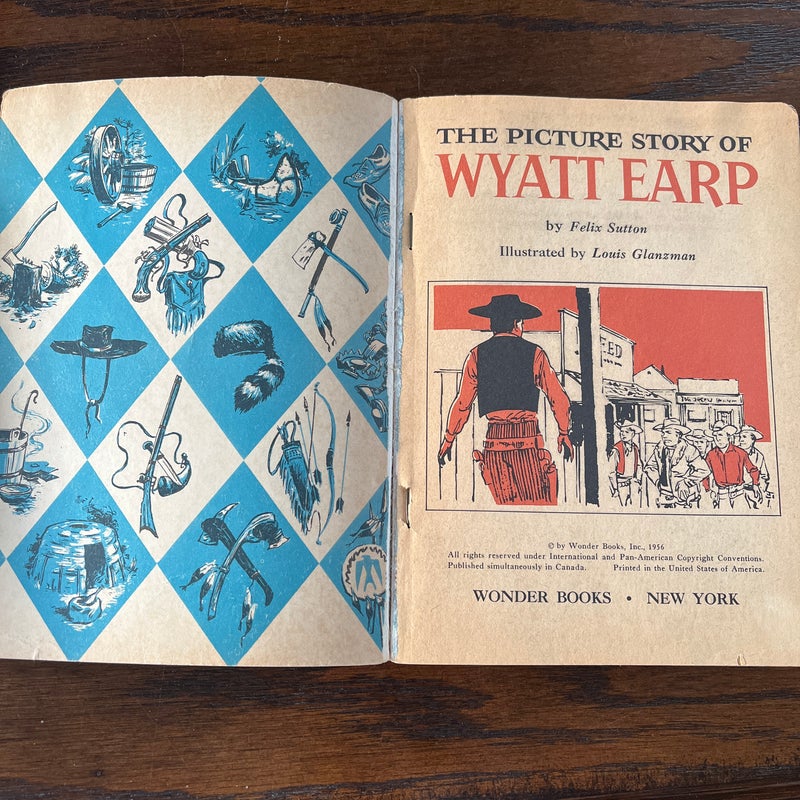 THE PICTURE STORY OF
WYATT EARP
by Felix Sutton
Illustrated by Louis Glanzman
EED
© by Wonder Books, Inc., 1956
All rights reserved under International and Pan-American Copyright Conventions.
Published simultaneously in Canada. Printed in the United States of America.
WONDER BOOKS • NEW YORK